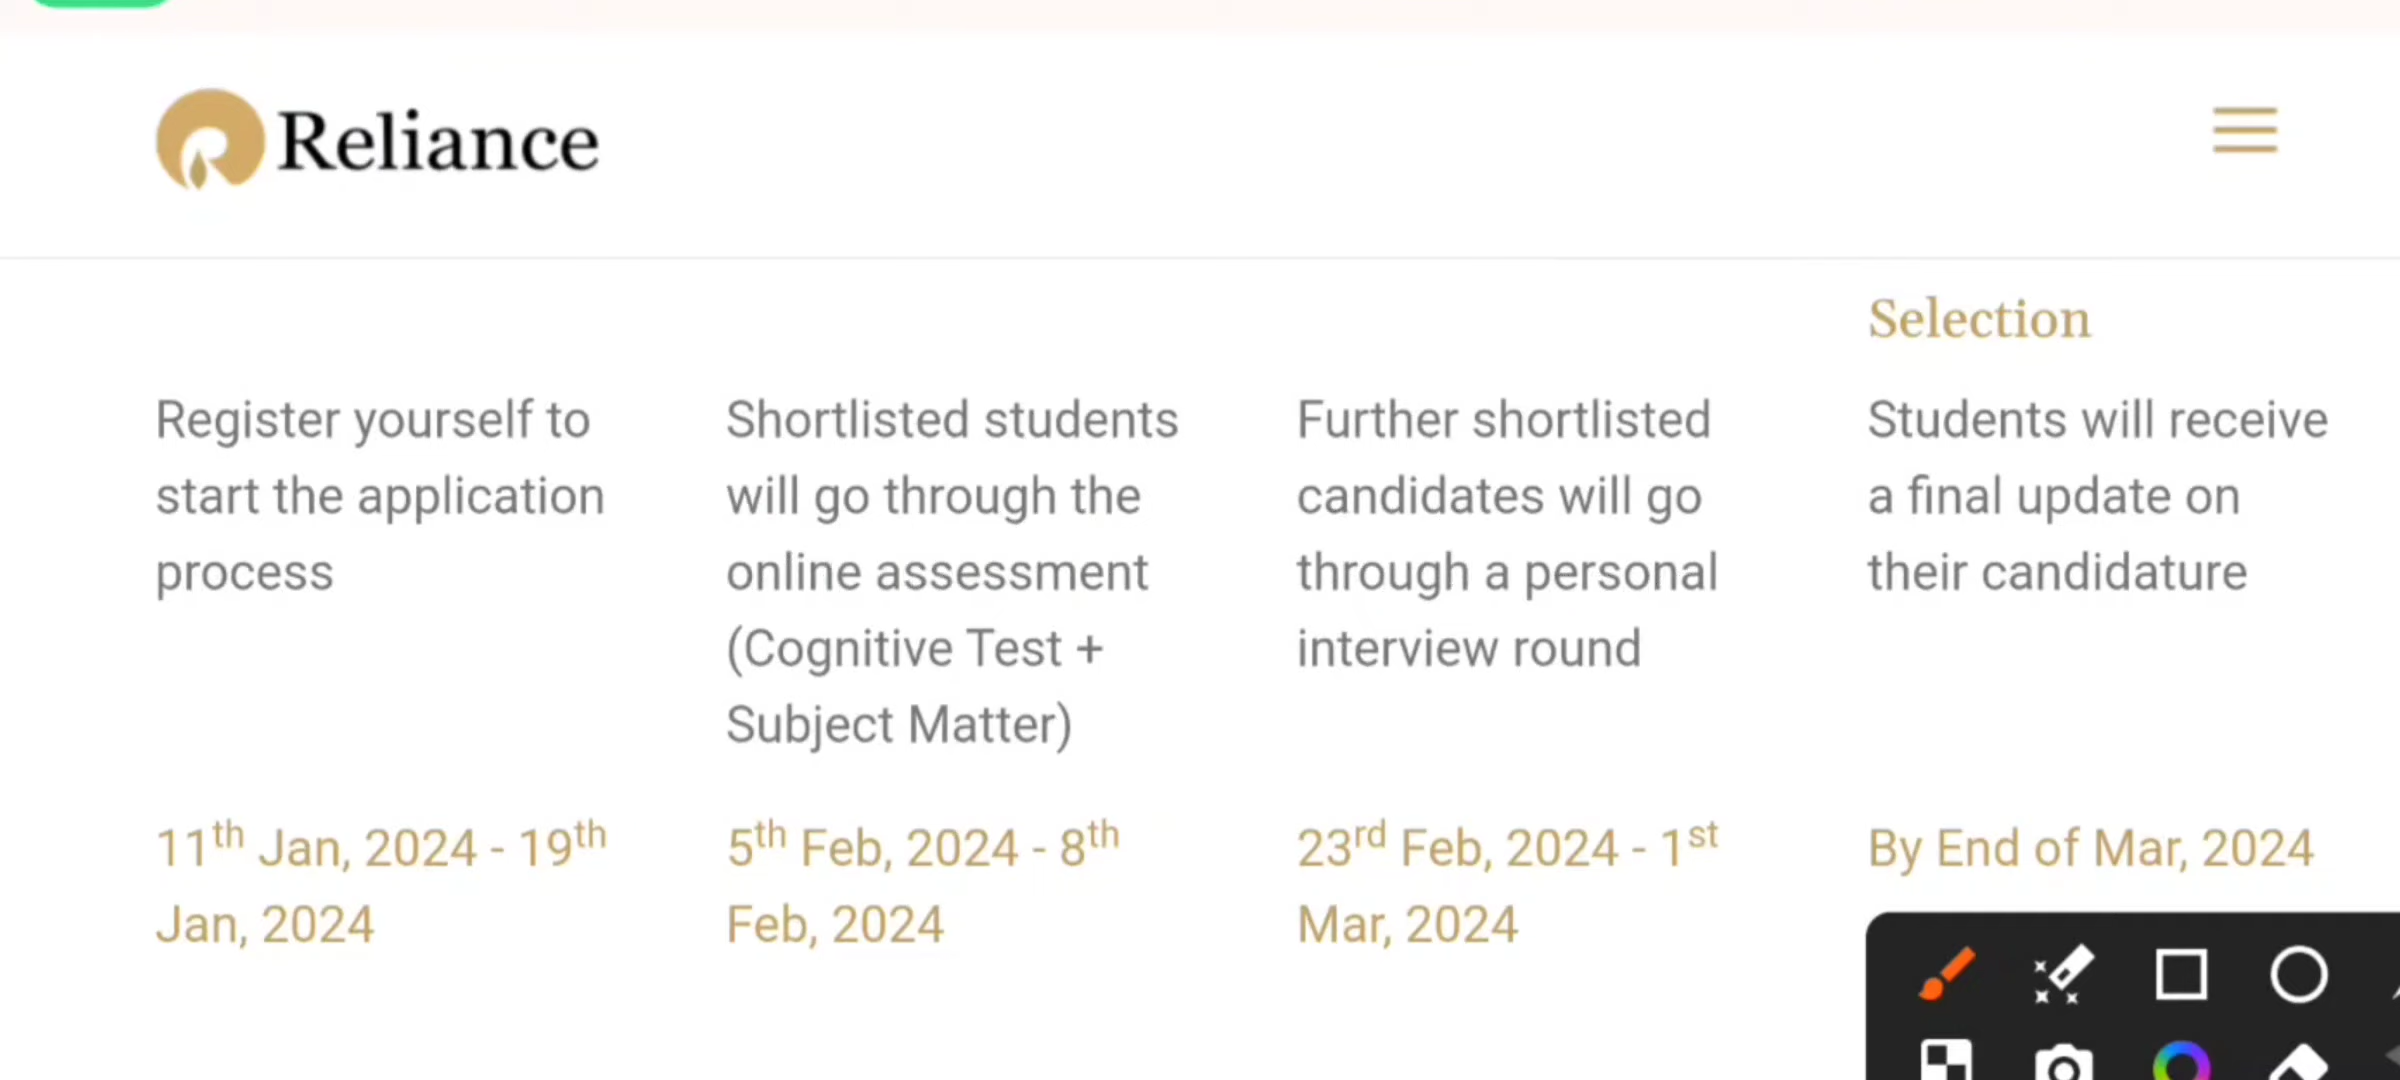 Reliance
Selection
Register yourself to
start the application
process
11th Jan, 2024 - 19th
Jan, 2024
Shortlisted students
will go through the
online assessment
(Cognitive Test +
Subject Matter)
5th Feb, 2024 - 8th
Feb, 2024
Further shortlisted
candidates will go
through a personal
interview round
23rd Feb, 2024 - 1st
Mar, 2024
Students will receive
a final update on
their candidature
By End of Mar, 2024